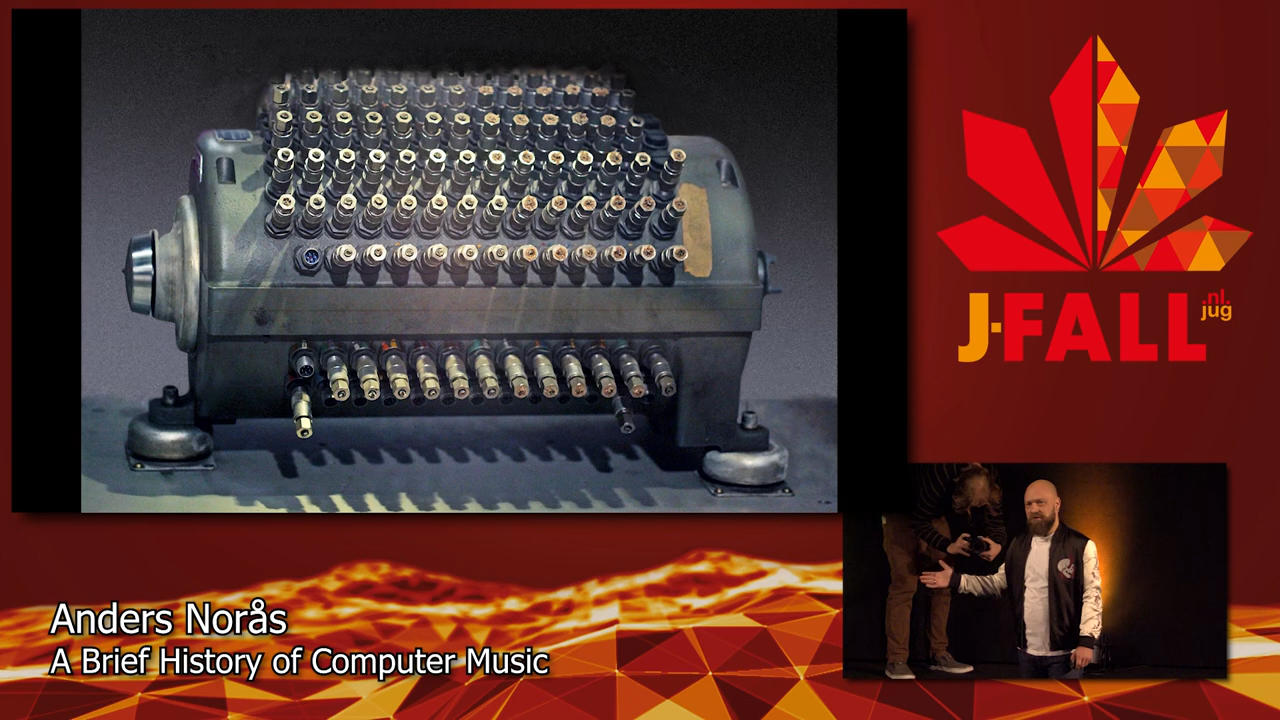 J-FALL
.nl.
jug
Anders Norås
A Brief History of Computer Music